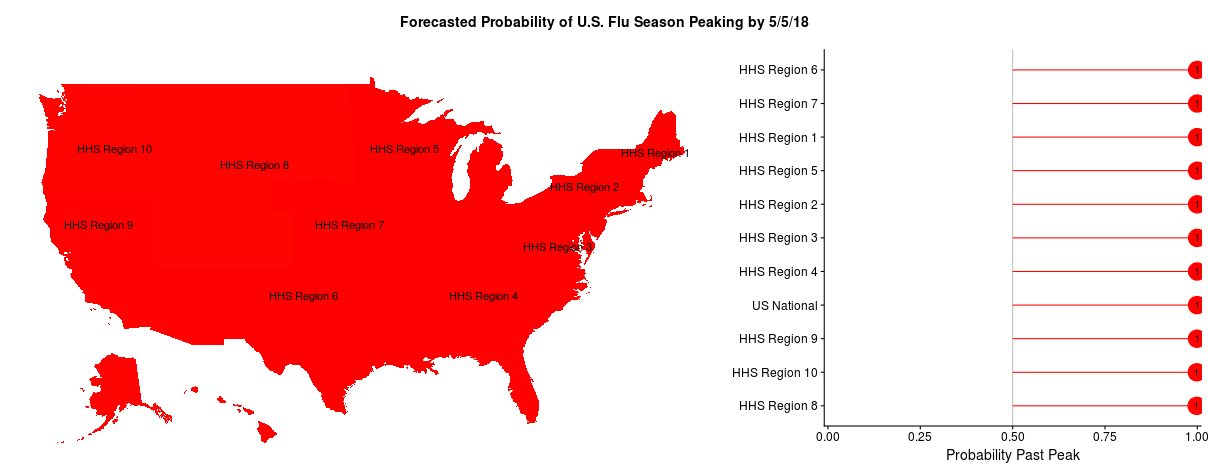 Forecasted Probability of U.S. Flu Season Peaking by 5/5/18
HHS Region 10
HHS Region 8
HHS Region 5
HHS Region 1
HHS Region 2
HHS Region 9
HHS Region 7
HHS Region 3
HHS Region 6
HHS Region 4
HHS Region 6
1
HHS Region 7
1
HHS Region 1
1
HHS Region 5
1
HHS Region 2
1
HHS Region 3
1
HHS Region 4
1
US National
1
HHS Region 9
1
HHS Region 10
1
HHS Region 8
1
0.00 0.25 0.50 0.75 1.00
Probability Past Peak